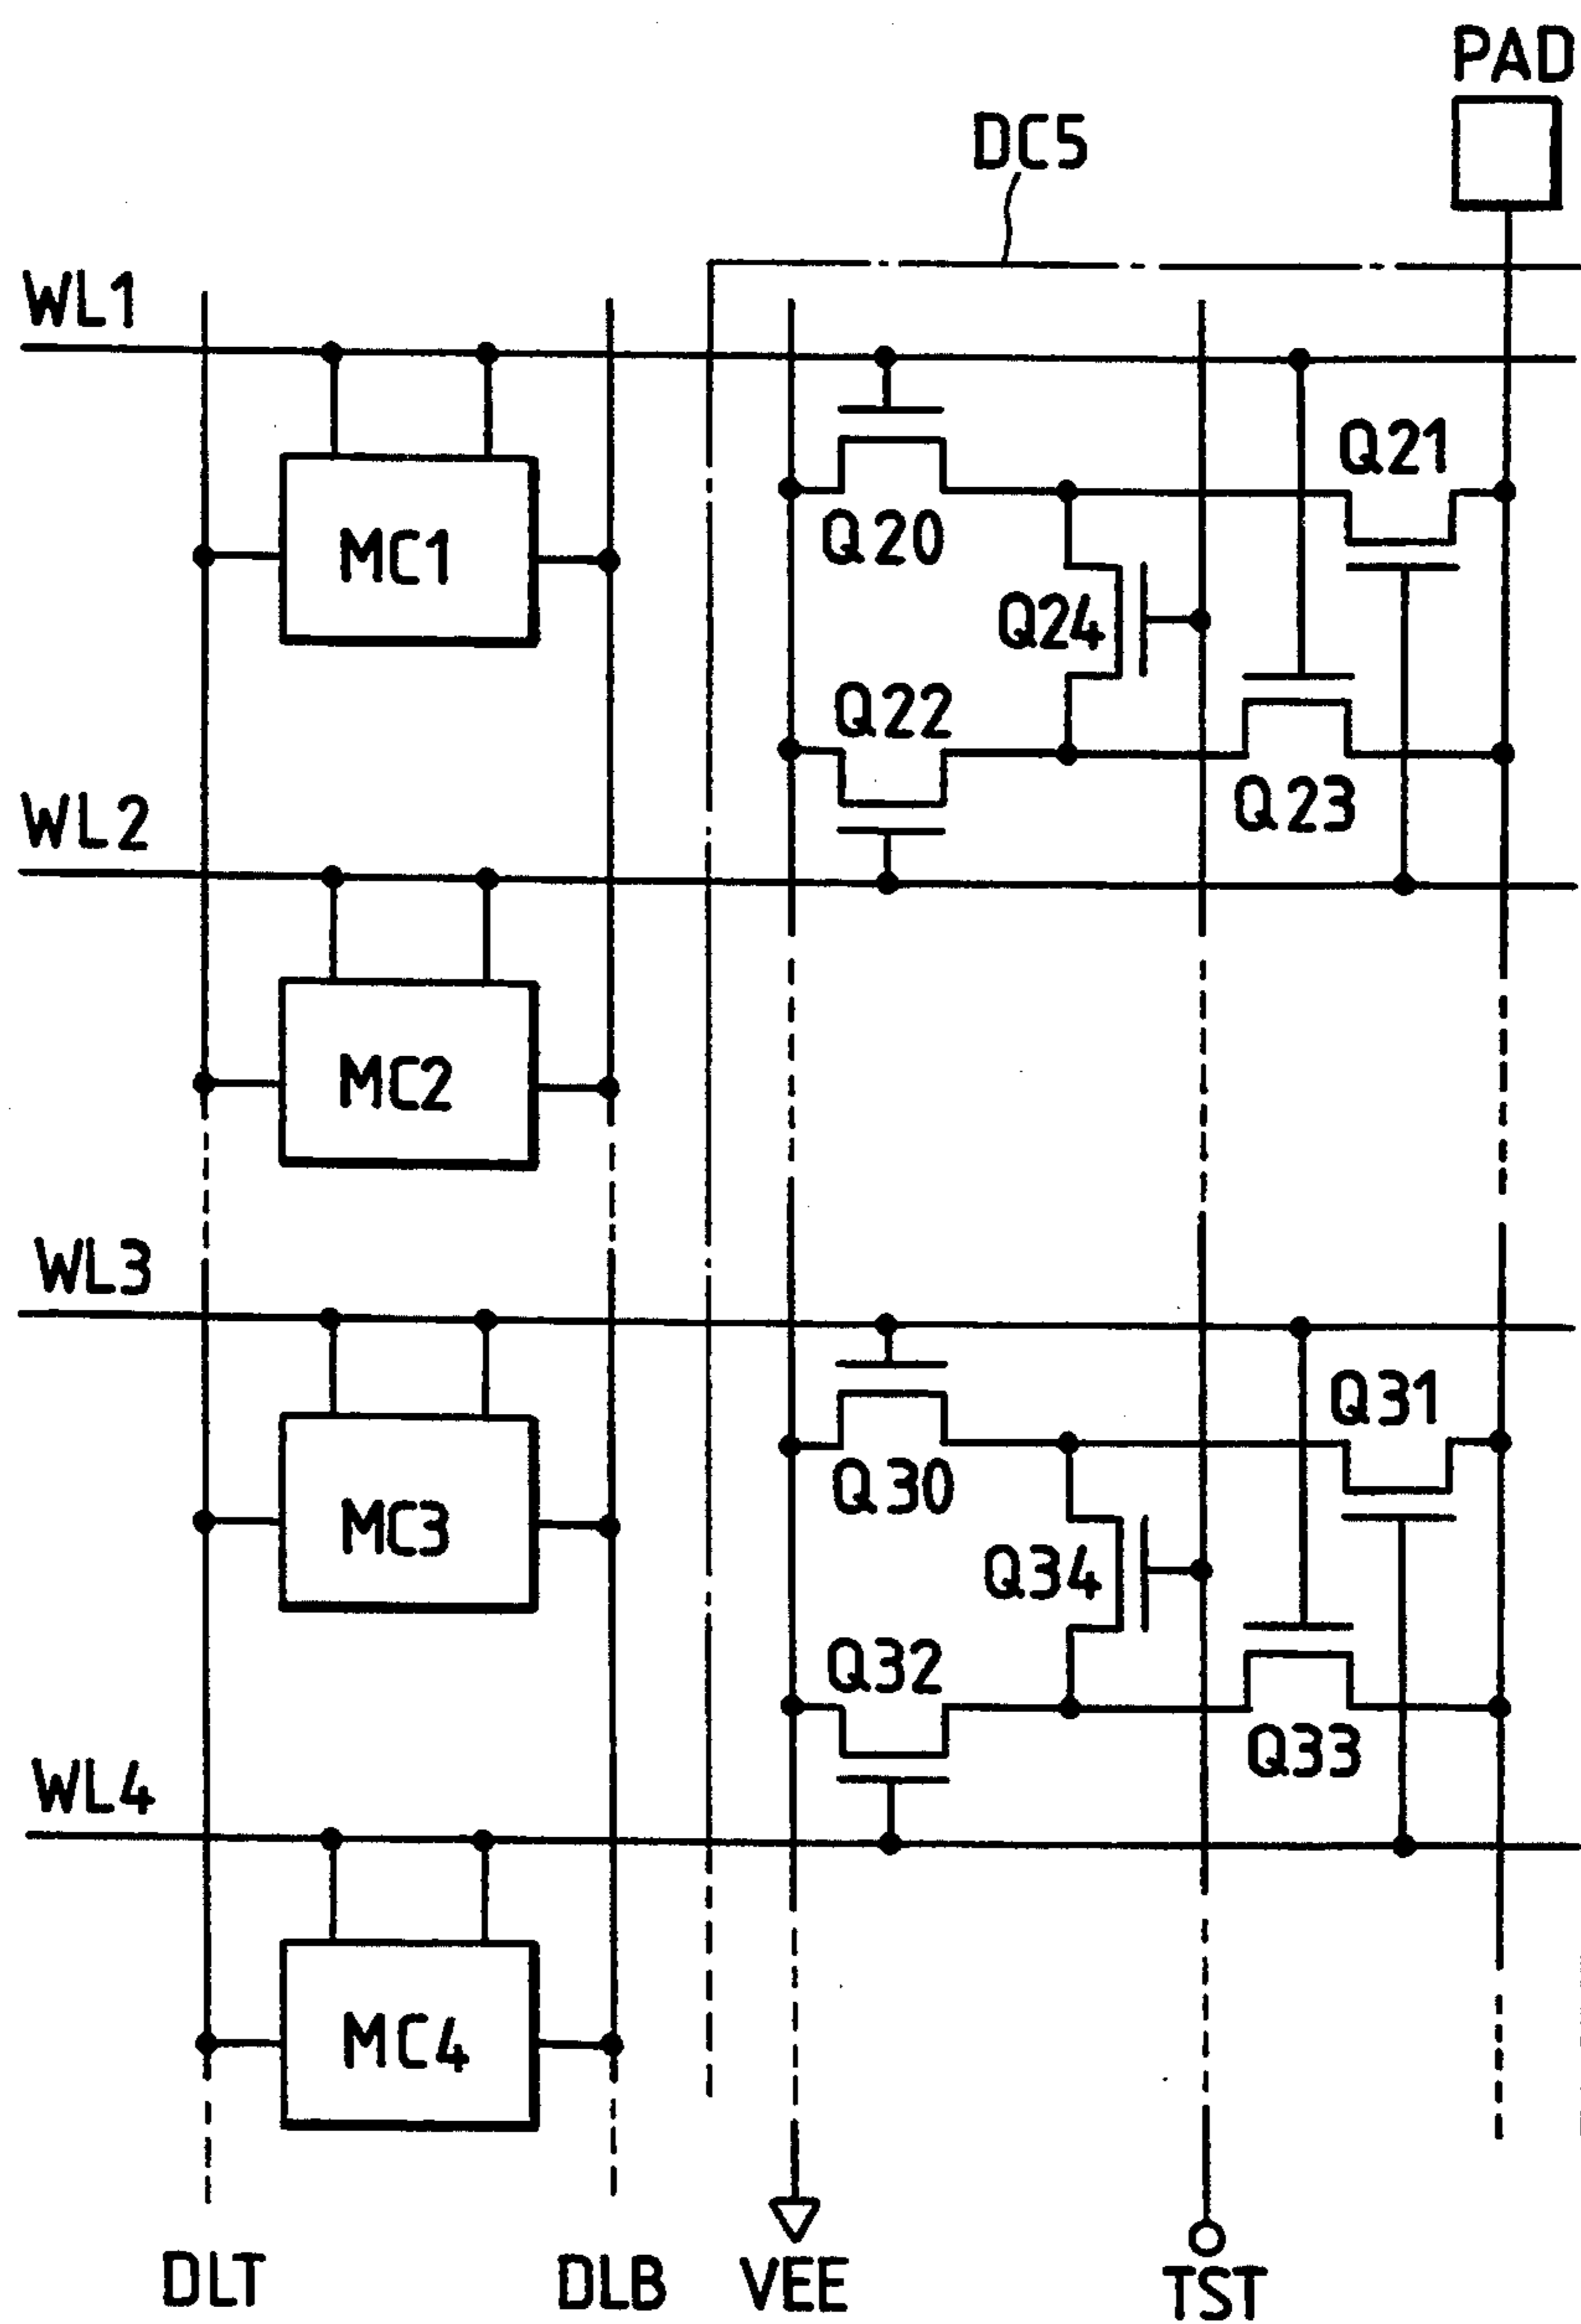 PAD
DC5
WL1
Q21
Q20
MC1
Q24
Q22
Q23
WL2
MC2
WL3
Q31
Q30
MC3
Q34
Q32
Q33
WL4
MC4
DLT
DLB
VEE
TST